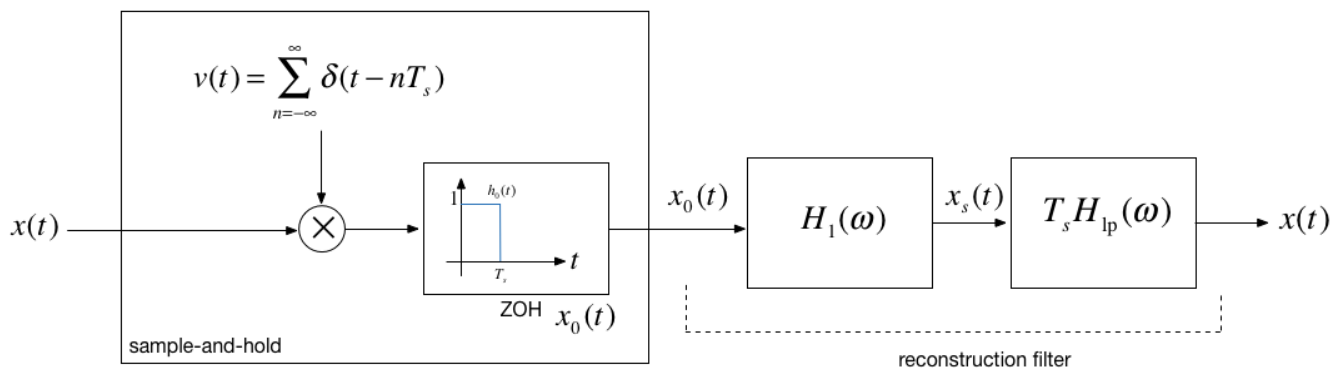 v(t) = ∑_{n=-∞}^{∞} δ(t − nT_s)
x(t)
1
h_0(t)
t
T_s
ZOH
x_0(t)
sample-and-hold
x_0(t)
H_1(ω)
x_s(t)
T_s H_lp(ω)
x(t)
reconstruction filter